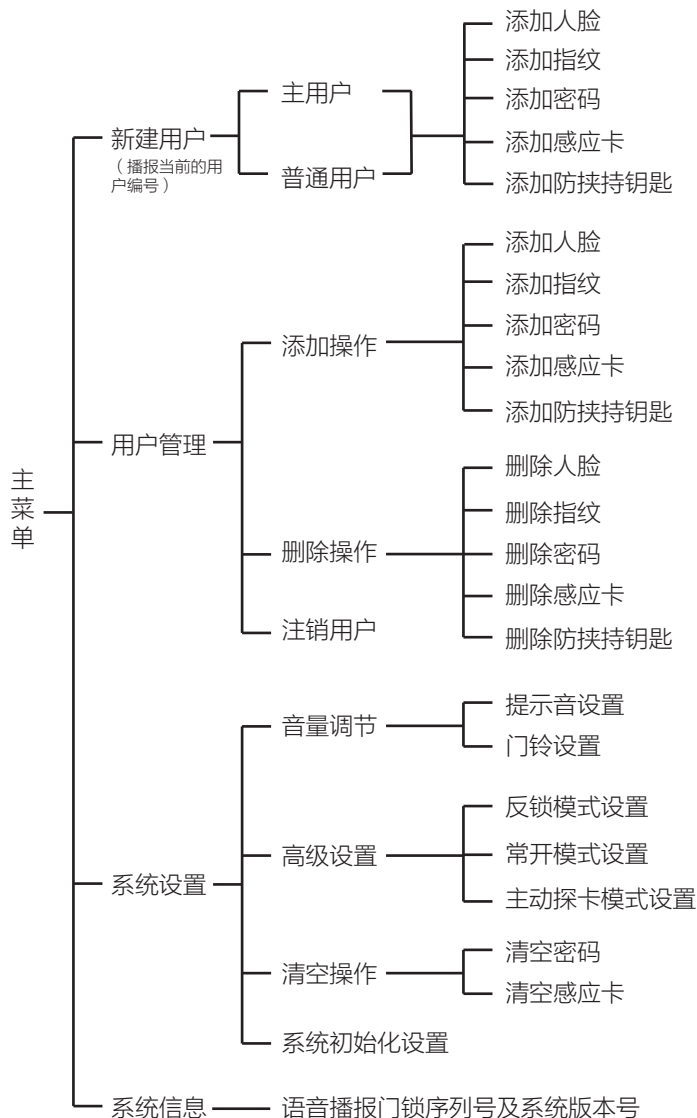 主菜单
新建用户
（播报当前的用
户编号）
主用户
普通用户
添加人脸
添加指纹
添加密码
添加感应卡
添加防挟持钥匙
用户管理
添加操作
添加人脸
添加指纹
添加密码
添加感应卡
添加防挟持钥匙
删除操作
删除人脸
删除指纹
删除密码
删除感应卡
删除防挟持钥匙
注销用户
系统设置
音量调节
提示音设置
门铃设置
高级设置
反锁模式设置
常开模式设置
主动探卡模式设置
清空操作
清空密码
清空感应卡
系统初始化设置
系统信息
语音播报门锁序列号及系统版本号